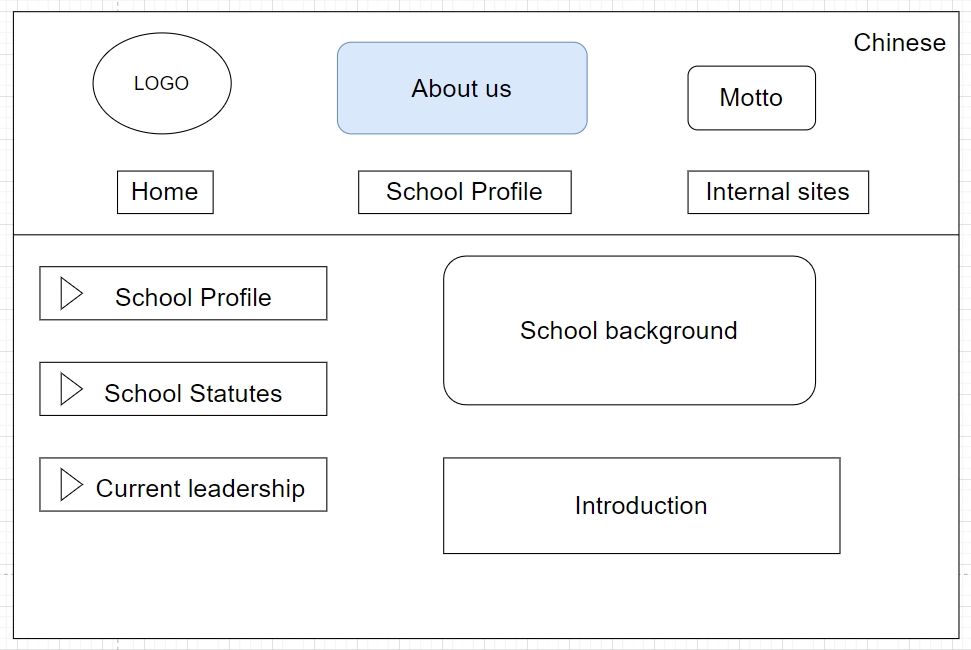 Chinese
LOGO
About us
Motto
Home
School Profile
Internal sites
School Profile
School background
School Statutes
Current leadership
Introduction